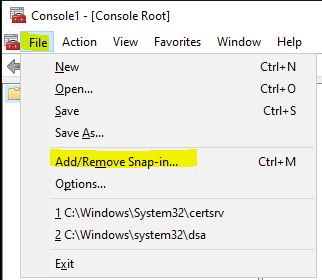 Console1 - [Console Root]
File Action View Favorites Window Help
New Ctrl+N
Open... Ctrl+O
Save Ctrl+S
Save As...
Add/Remove Snap-in... Ctrl+M
Options...
1 C:\Windows\System32\certsrv
2 C:\Windows\system32\dsa
Exit